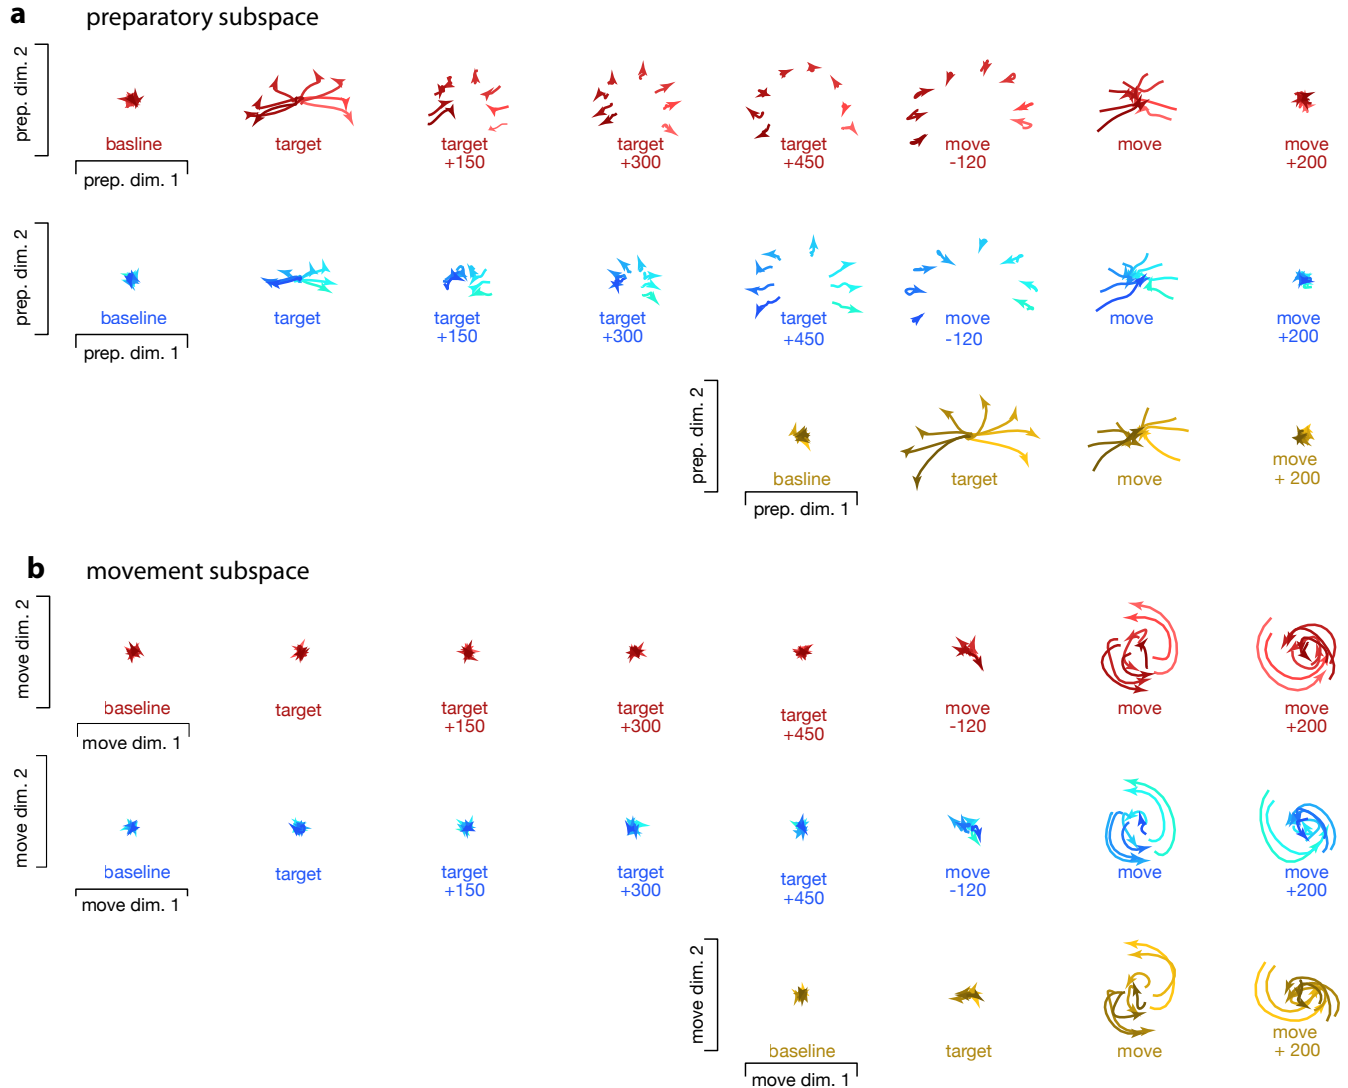 a preparatory subspace
prep. dim. 2
basline target target +150 target +300 target +450 move -120 move move +200
prep. dim. 1
prep. dim. 2
baseline target target +150 target +300 target +450 move -120 move move +200
prep. dim. 1
prep. dim. 2
basline target move move + 200
prep. dim. 1
b movement subspace
move dim. 2
baseline target target +150 target +300 target +450 move -120 move move +200
move dim. 1
move dim. 2
baseline target target +150 target +300 target +450 move -120 move move +200
move dim. 1
move dim. 2
baseline target move move + 200
move dim. 1